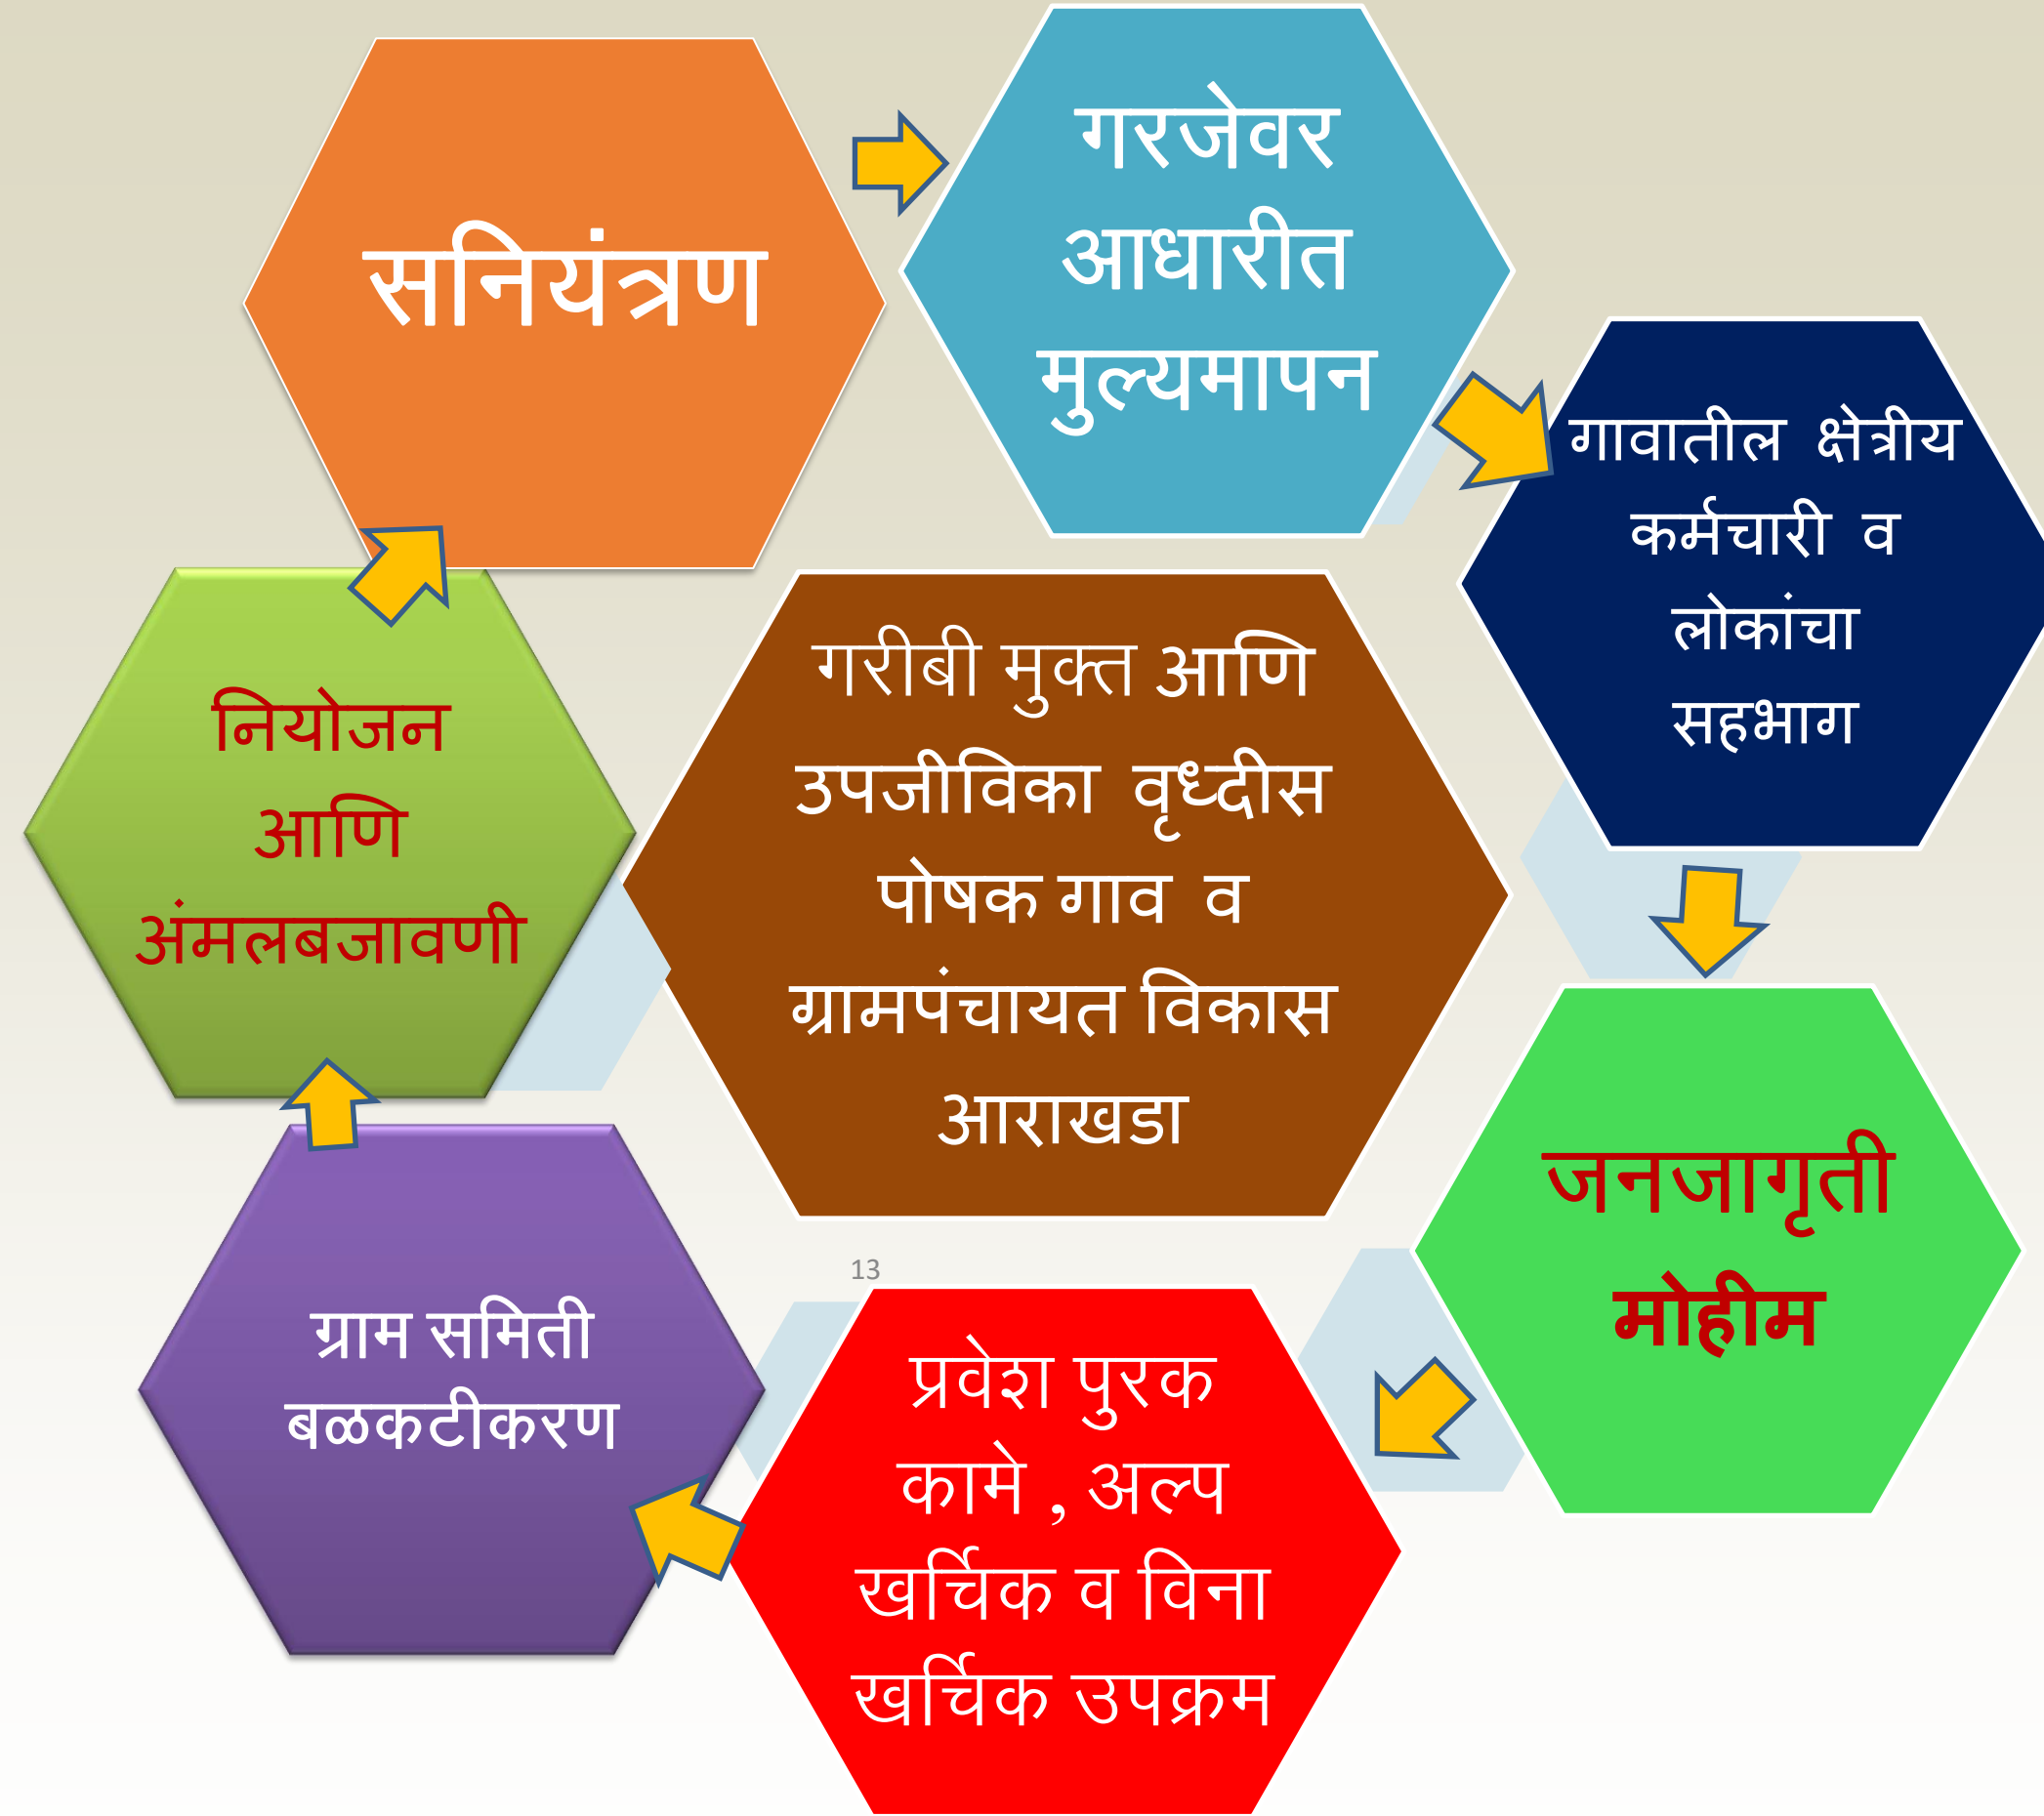 सनियंत्रण
गरजेवर
आधारीत
मुल्यमापन
गावातील क्षेत्रीय
कर्मचारी व
लोकांचा
सहभाग
गरीबी मुक्त आणि
उपजीविका वृध्दीस
पोषक गाव व
ग्रामपंचायत विकास
आराखडा
नियोजन
आणि
अंमलबजावणी
जनजागृती
मोहीम
13
प्रवेश पुरक
कामे , अल्प
खर्चिक व विना
खर्चिक उपक्रम
ग्राम समिती
बळकटीकरण